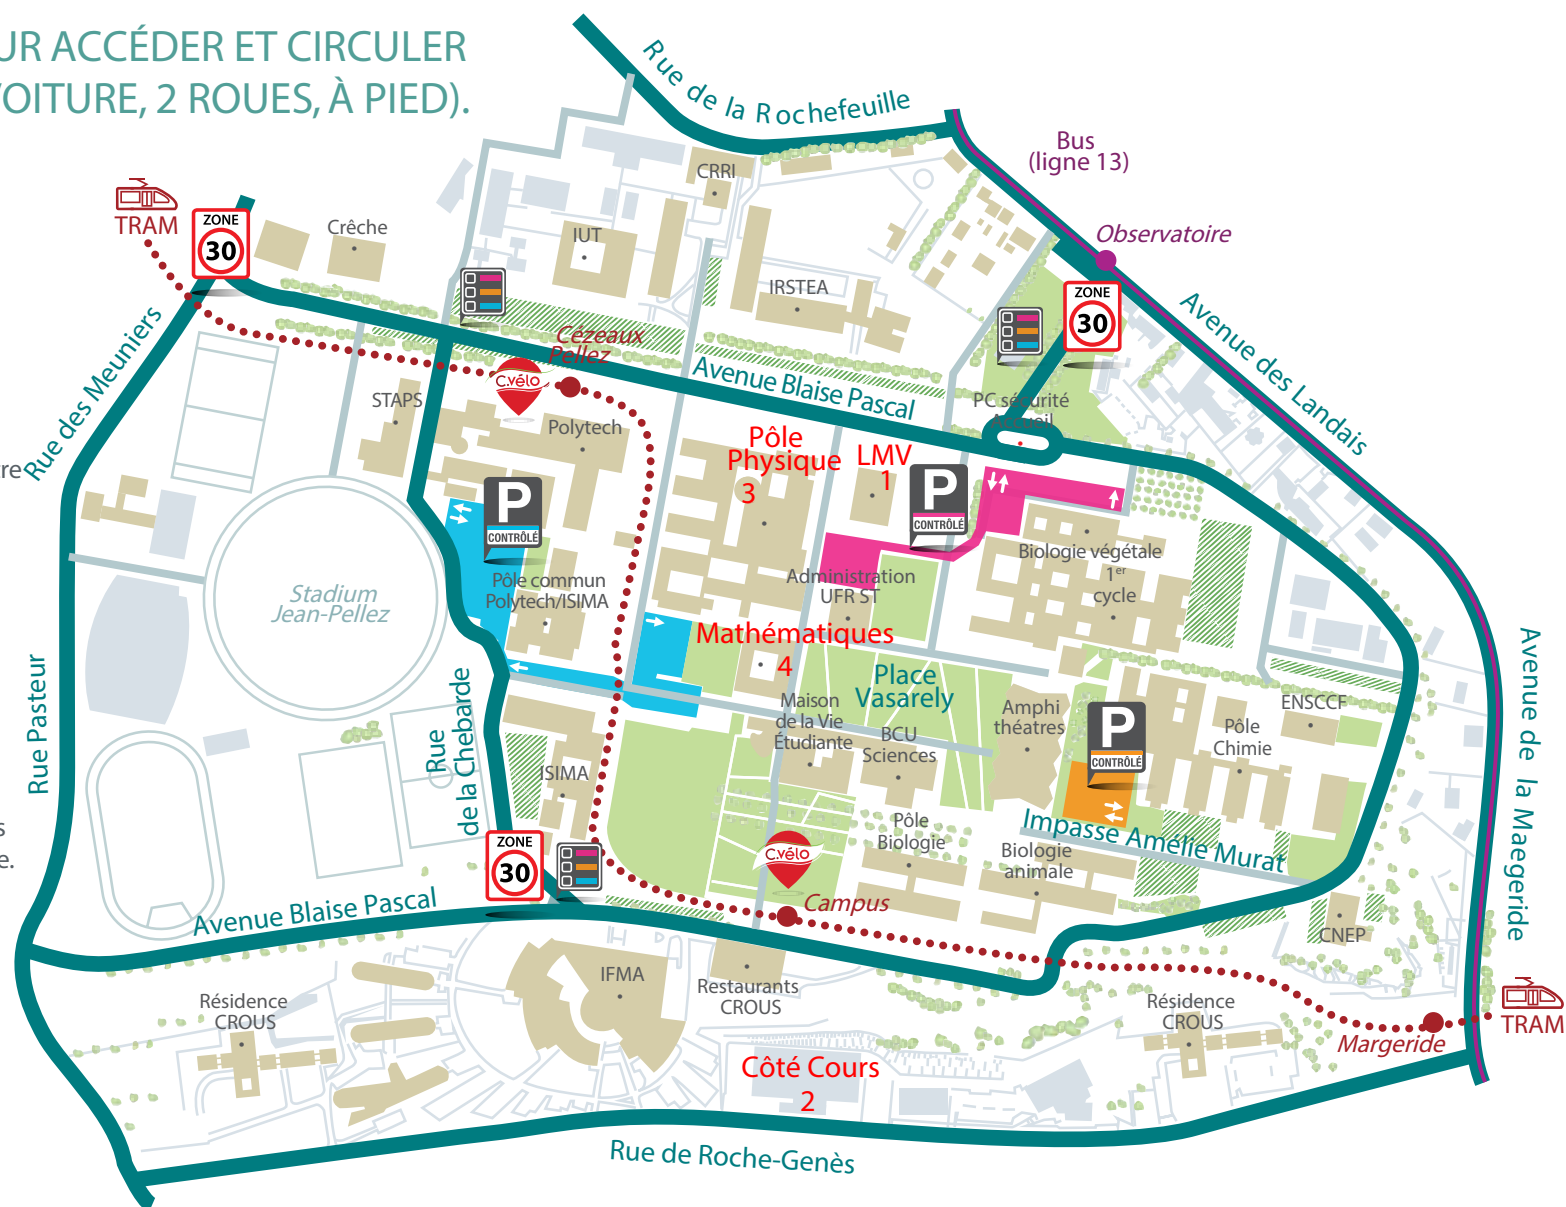 UR ACCÉDER ET CIRCULER
VOITURE, 2 ROUES, À PIED).
Rue de la Rochefeuille
Bus
(ligne 13)
Observatoire
CRRI
TRAM
ZONE
30
Crêche
IUT
IRSTEA
ZONE
30
Avenue des Landais
Rue des Meuniers
Cézeaux
Pellez
C.vélo
Avenue Blaise Pascal
PC sécurité
Accueil
STAPS
Polytech
Pôle
Physique
3
LMV
1
re
P
CONTRÔLÉ
P
CONTRÔLÉ
Biologie végétale
1er
cycle
Stadium
Jean-Pellez
Pôle commun
Polytech/ISIMA
Administration
UFR ST
Mathématiques
4
Place
Vasarely
Rue Pasteur
Rue
de la Chebarde
Maison
de la Vie
Étudiante
BCU
Sciences
Amphi
théatres
P
CONTRÔLÉ
Pôle
Chimie
ENSCCF
Avenue de la Maegeride
ISIMA
s
e.
ZONE
30
C.vélo
Pôle
Biologie
Biologie
animale
Impasse Amélie Murat
Avenue Blaise Pascal
Campus
CNEP
IFMA
Restaurants
CROUS
Résidence
CROUS
Résidence
CROUS
TRAM
Margeride
Côté Cours
2
Rue de Roche-Genès